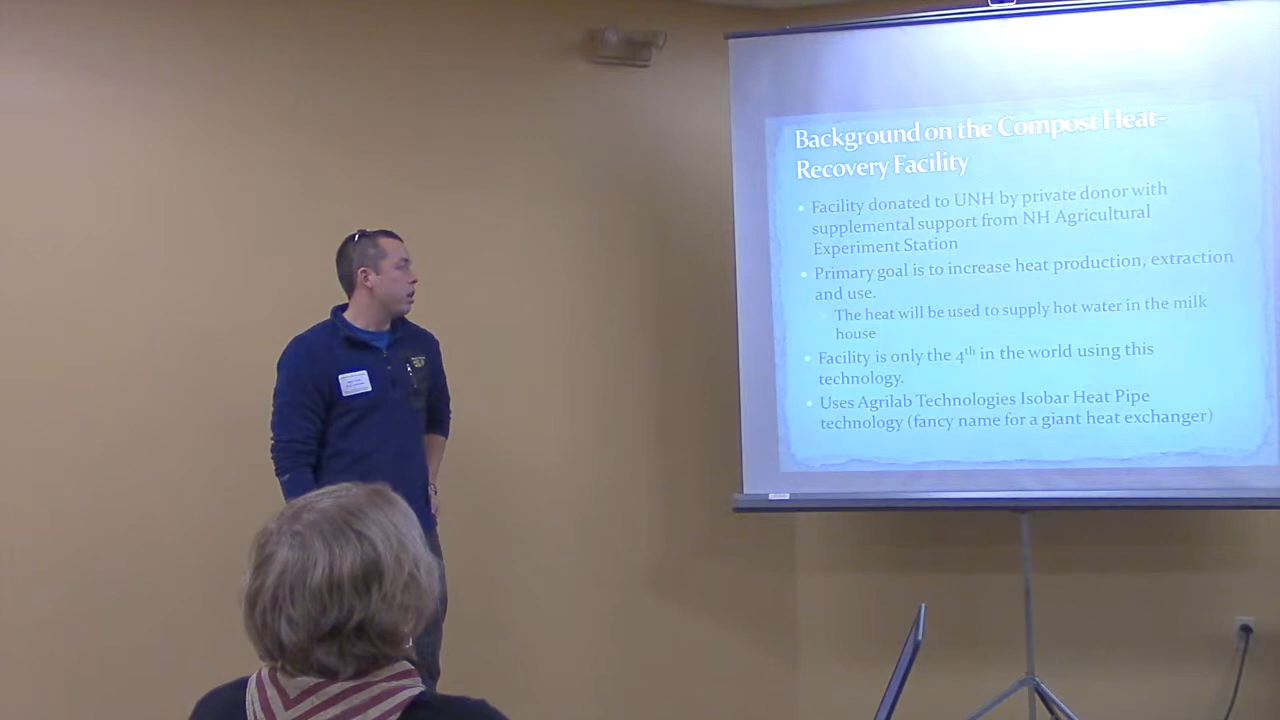 Background on the Compost Heat-
Recovery Facility
• Facility donated to UNH by private donor with
supplemental support from NH Agricultural
Experiment Station
• Primary goal is to increase heat production, extraction
and use.
The heat will be used to supply hot water in the milk
house
• Facility is only the 4th in the world using this
technology.
• Uses Agrilab Technologies Isobar Heat Pipe
technology (fancy name for a giant heat exchanger)